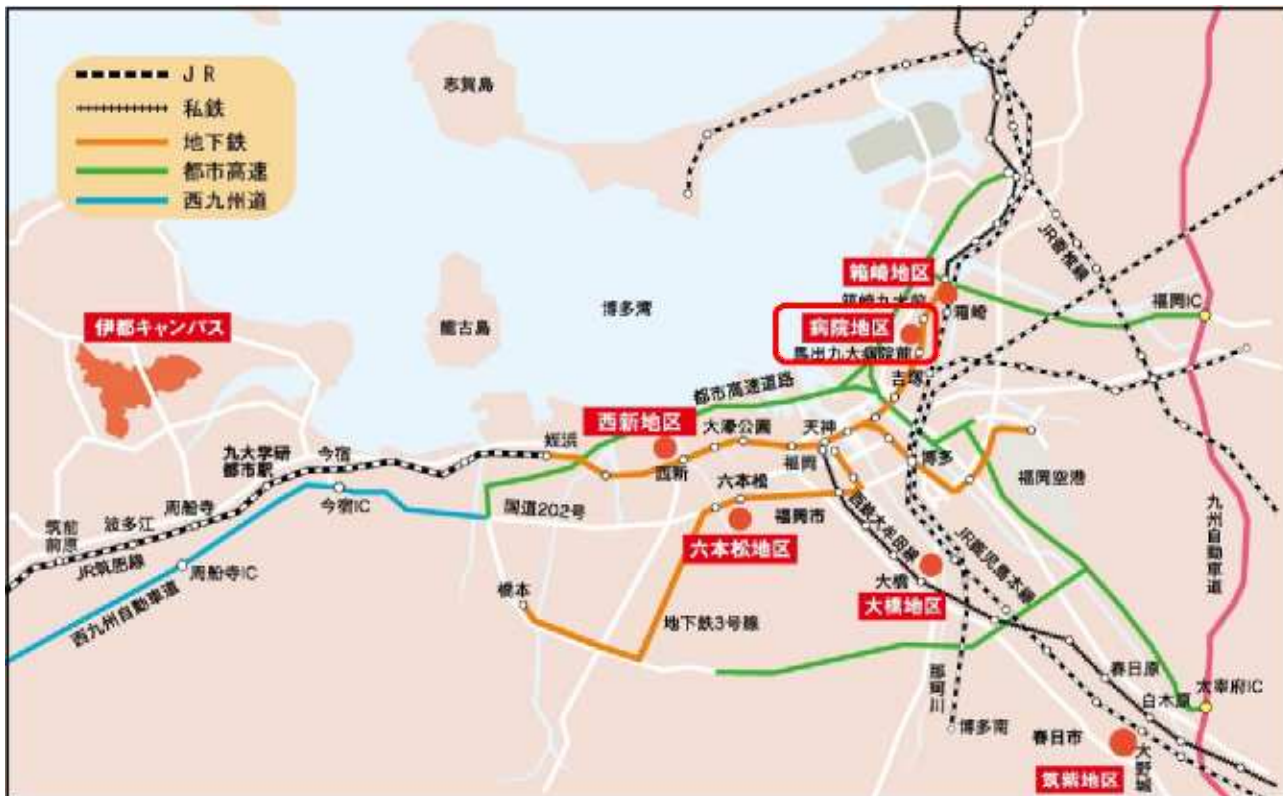 JR
私鉄
地下鉄
都市高速
西九州道
志賀島
能古島
博多湾
伊都キャンパス
箱崎地区
箱崎九大前
箱崎
病院地区
馬出九大病院前
吉塚
JR香椎線
福岡IC
都市高速道路
西新地区
大濠公園
天神
姪浜
西新
福岡
博多
福岡空港
九大学研
都市駅
今宿
周船寺
波多江
筑前
前原
JR筑肥線
今宿IC
周船寺IC
西九州自動車道
国道202号
六本松
福岡市
六本松地区
西鉄大牟田線
JR鹿児島本線
大橋
大橋地区
橋本
地下鉄3号線
九州自動車道
那珂川
博多南
春日原
白木原
太宰府IC
春日市
大野城
筑紫地区